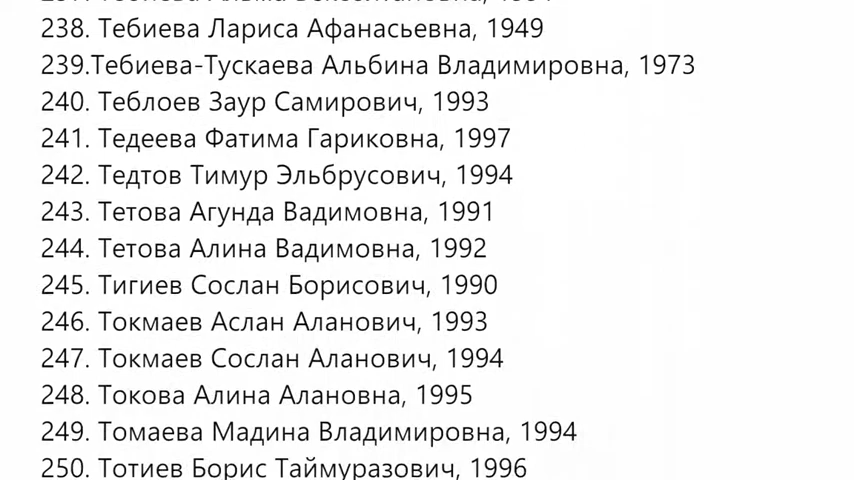 238. Тебиева Лариса Афанасьевна, 1949
239.Тебиева-Тускаева Альбина Владимировна, 1973
240. Теблоев Заур Самирович, 1993
241. Тедеева Фатима Гариковна, 1997
242. Тедтов Тимур Эльбрусович, 1994
243. Тетова Агунда Вадимовна, 1991
244. Тетова Алина Вадимовна, 1992
245. Тигиев Сослан Борисович, 1990
246. Токмаев Аслан Аланович, 1993
247. Токмаев Сослан Аланович, 1994
248. Токова Алина Алановна, 1995
249. Томаева Мадина Владимировна, 1994
250. Тотиев Борис Таймуразович, 1996